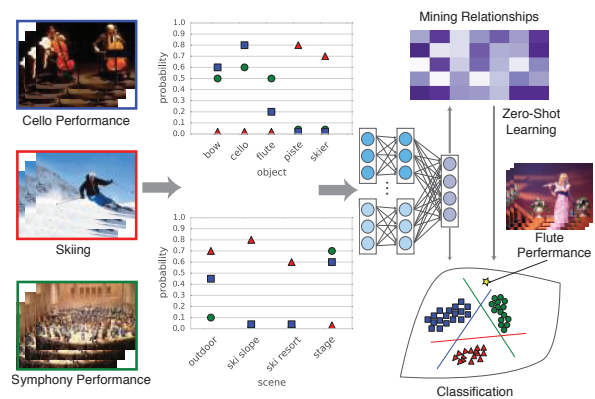 Cello Performance
Skiing
Symphony Performance
probability
1.0
0.9
0.8
0.7
0.6
0.5
0.4
0.3
0.2
0.1
0.0
bow
cello
flute
piste
skier
object
probability
1.0
0.9
0.8
0.7
0.6
0.5
0.4
0.3
0.2
0.1
0.0
outdoor
ski slope
ski resort
stage
scene
Mining Relationships
Zero-Shot
Learning
Flute
Performance
Classification